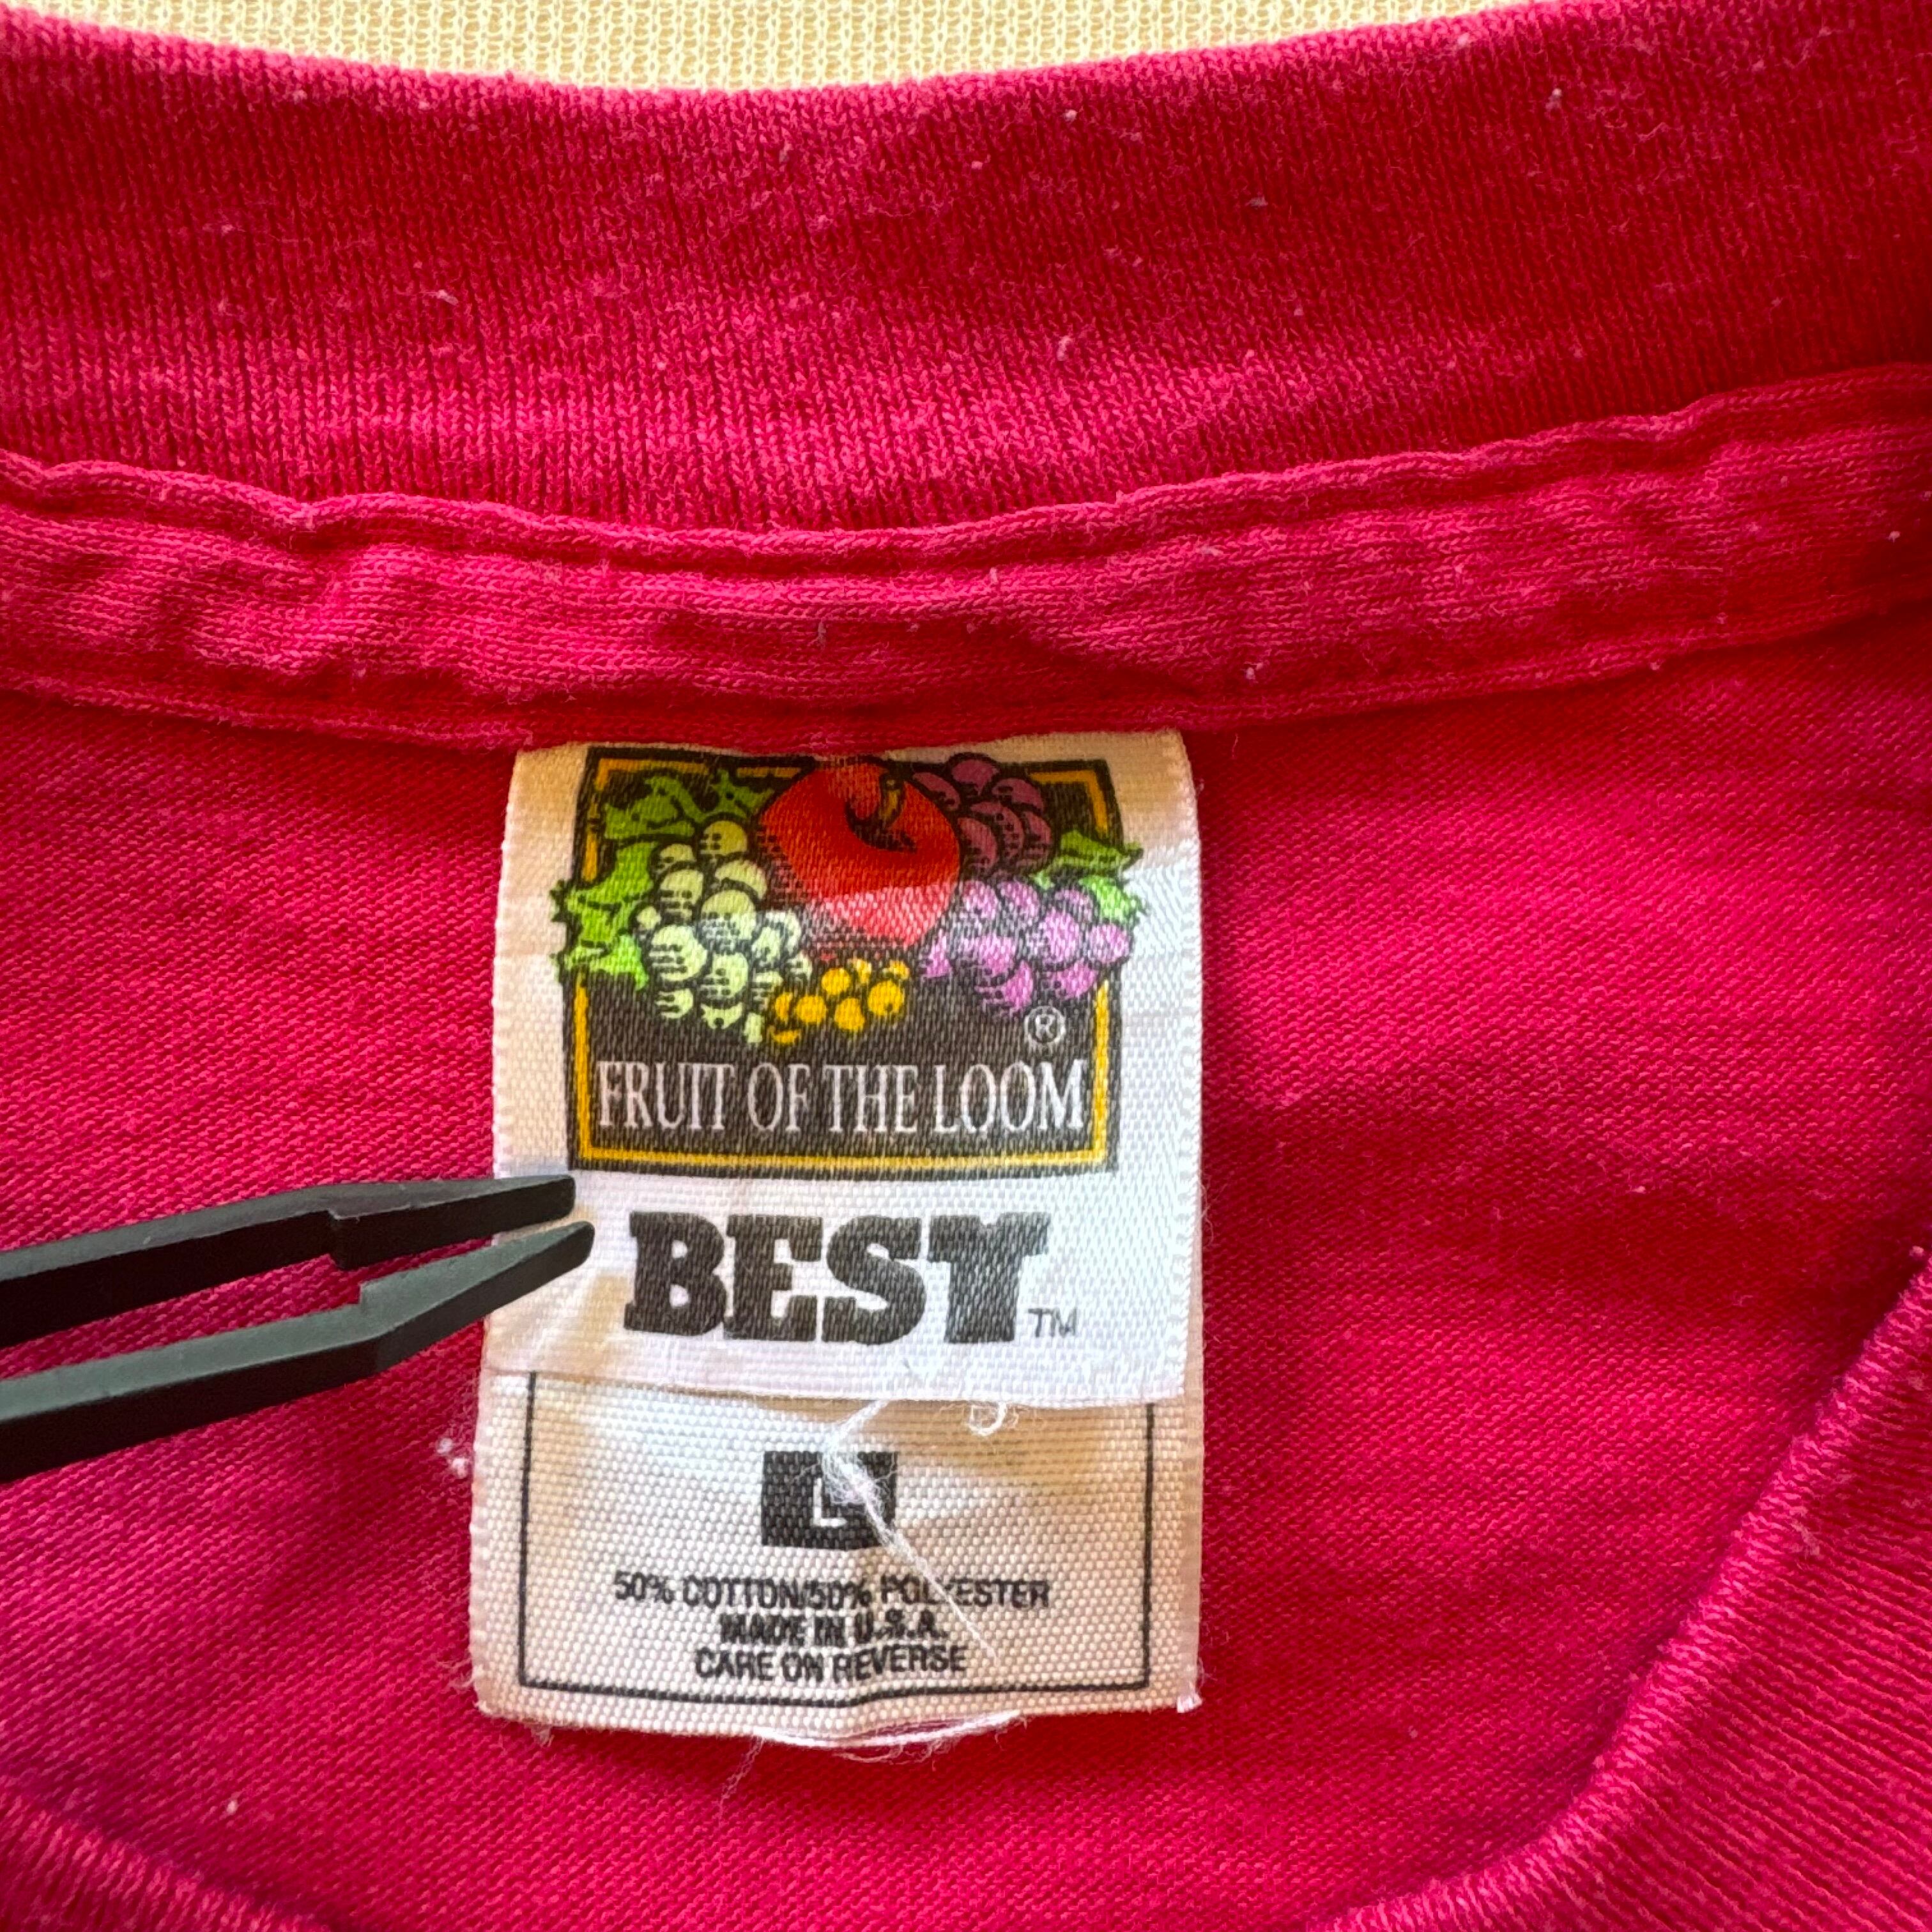 ®
FRUIT OF THE LOOM
BEST™
L
50% COTTON/50% POLYESTER
MADE IN U.S.A.
CARE ON REVERSE